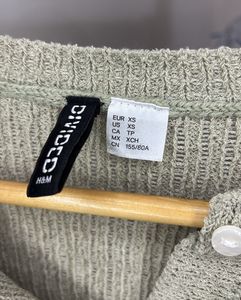 DIVIDED
H&M
EUR XS
US XS
CA TP
MX XCH
CN 155/80A